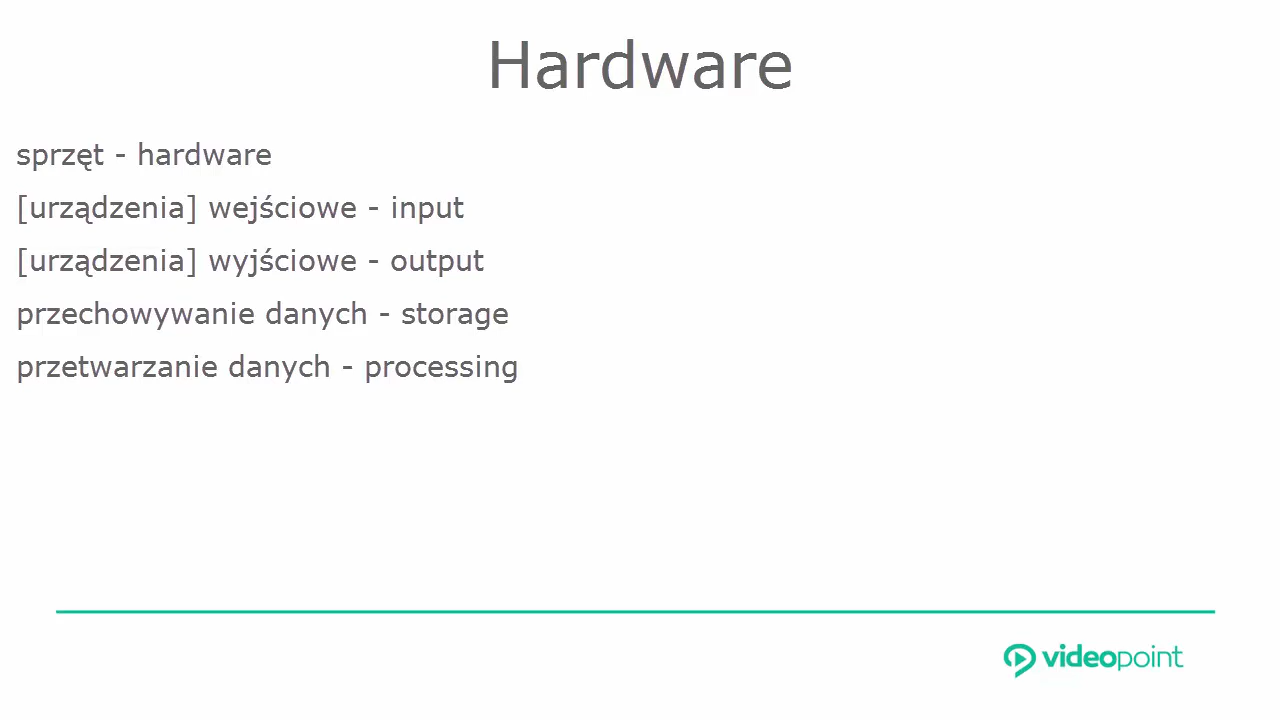 Hardware
sprzęt - hardware
[urządzenia] wejściowe - input
[urządzenia] wyjściowe - output
przechowywanie danych - storage
przetwarzanie danych - processing
videopoint